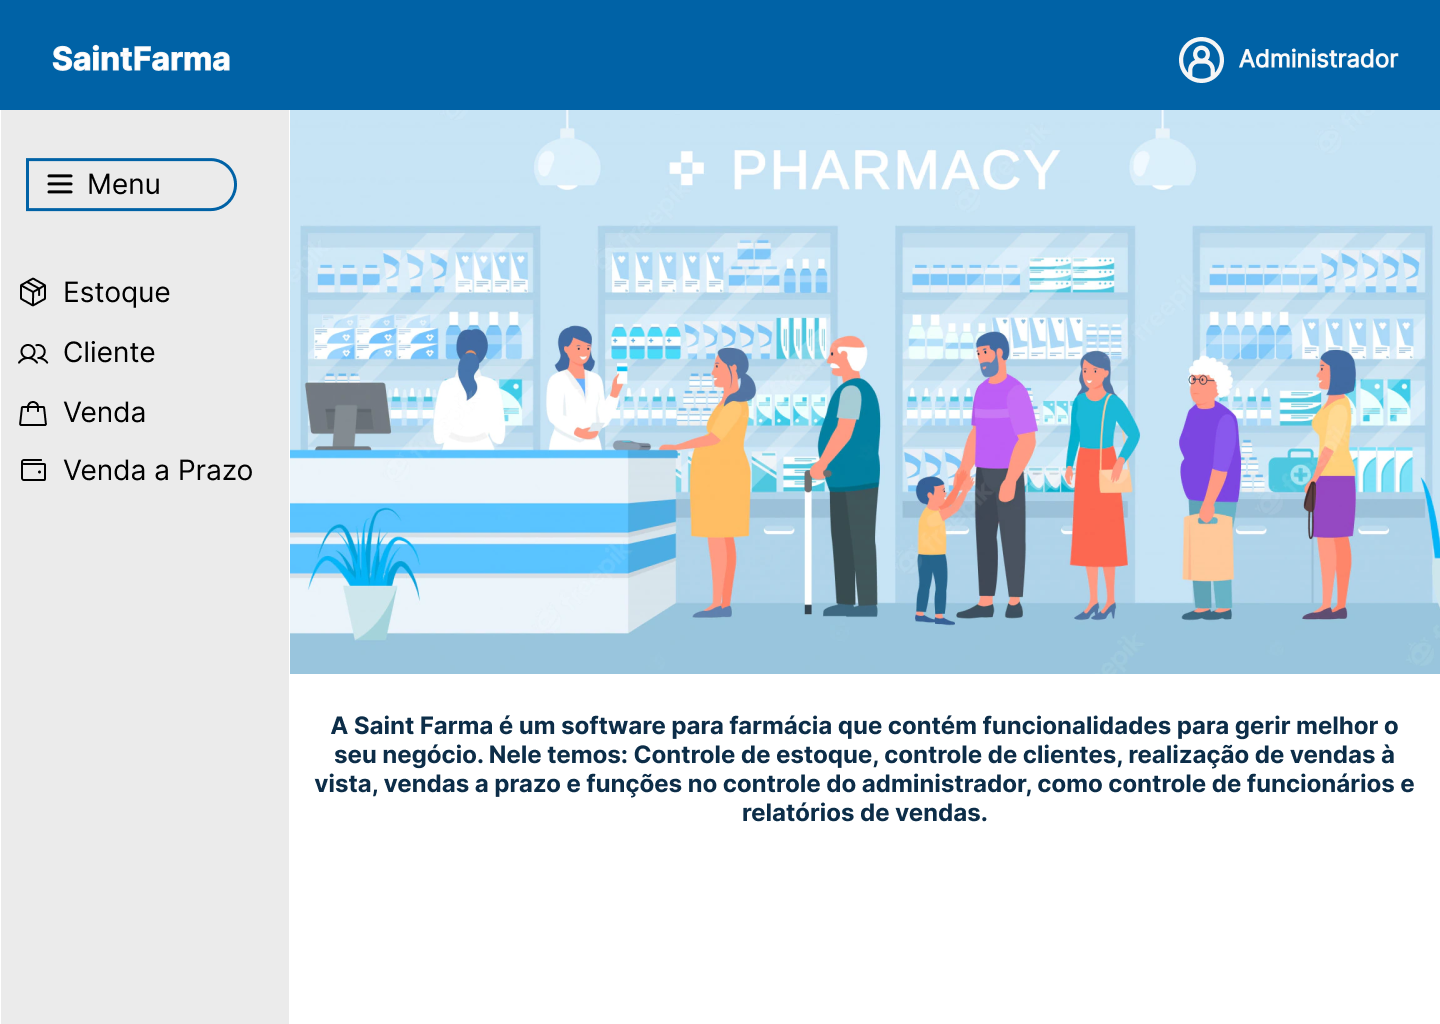 SaintFarma
Administrador
Menu
Estoque
Cliente
Venda
Venda a Prazo
PHARMACY
freepik
A Saint Farma é um software para farmácia que contém funcionalidades para gerir melhor o
seu negócio. Nele temos: Controle de estoque, controle de clientes, realização de vendas à
vista, vendas a prazo e funções no controle do administrador, como controle de funcionários e
relatórios de vendas.